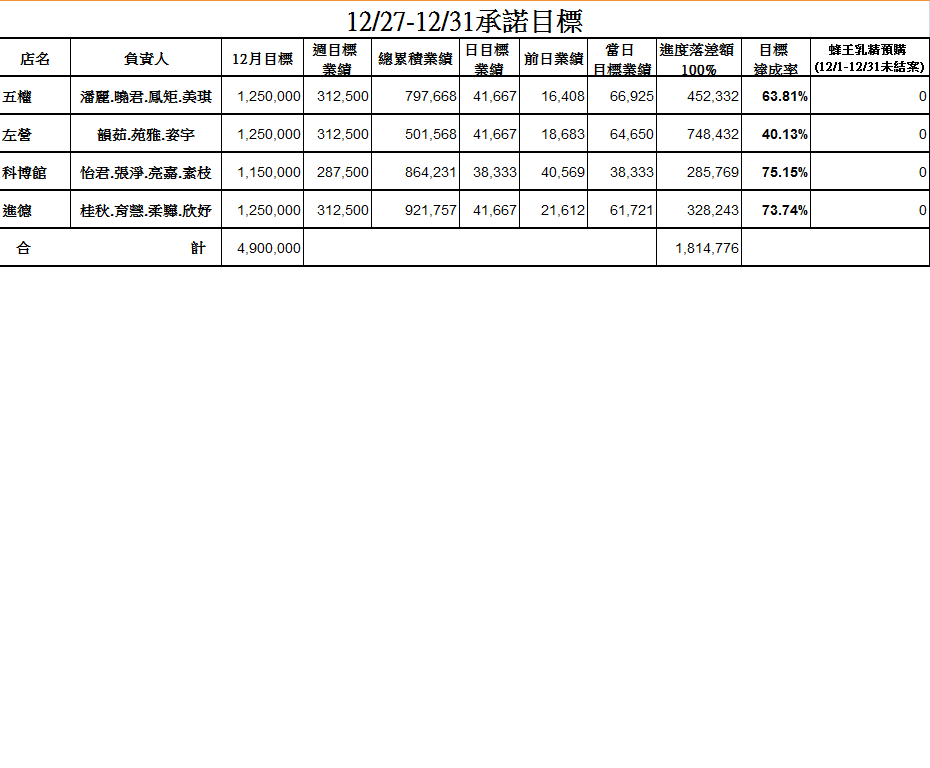 12/27-12/31承諾目標
店名 負責人 12月目標 週目標業績 總累積業績 日目標業績 前日業績 當日目標業績 進度落差額100% 目標達成率 蜂王乳精預購(12/1-12/31未結案)
五權 潘麗.曉君.鳳矩.美琪 1,250,000 312,500 797,668 41,667 16,408 66,925 452,332 63.81% 0
左營 韻茹.苑雅.姿宇 1,250,000 312,500 501,568 41,667 18,683 64,650 748,432 40.13% 0
科博館 怡君.張淨.亮嘉.素枝 1,150,000 287,500 864,231 38,333 40,569 38,333 285,769 75.15% 0
進德 桂秋.育慧.柔驊.欣妤 1,250,000 312,500 921,757 41,667 21,612 61,721 328,243 73.74% 0
合 計 4,900,000 1,814,776